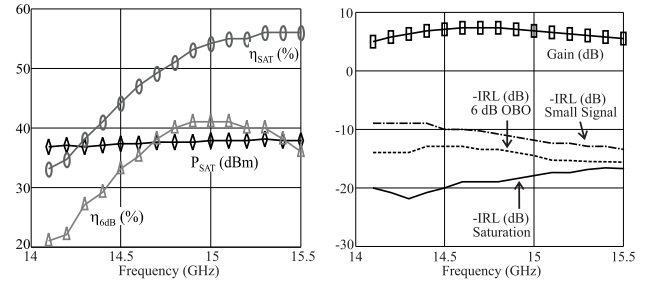 60
50
40
30
20
14
14.5
15
15.5
Frequency (GHz)
ηSAT (%)
PSAT (dBm)
η6dB (%)
10
0
-10
-20
-30
14
14.5
15
15.5
Frequency (GHz)
Gain (dB)
-IRL (dB)
6 dB OBO
-IRL (dB)
Small Signal
-IRL (dB)
Saturation